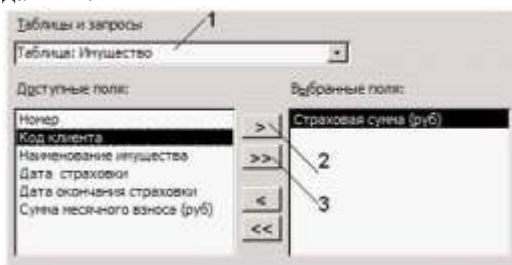 Таблицы и запросы
1
Таблица: Имущество
Доступные поля:
Выбранные поля:
Номер
Код клиента
Наименование имущества
Дата страховки
Дата окончания страховки
Сумма месячного взноса (руб)
>
>>
<
<<
Страховая сумма (руб)
2
3